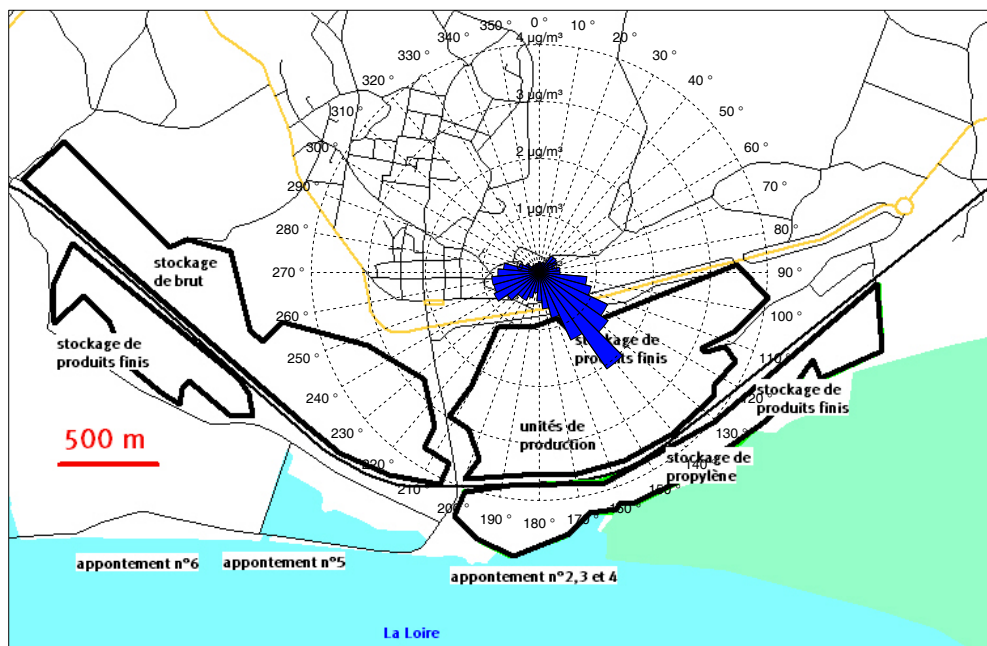 0 °
10 °
20 °
30 °
40 °
50 °
60 °
70 °
80 °
90 °
100 °
110 °
120 °
130 °
140 °
150 °
160 °
170 °
180 °
190 °
200 °
210 °
220 °
230 °
240 °
250 °
260 °
270 °
280 °
290 °
300 °
310 °
320 °
330 °
340 °
350 °
4 µg/m³
3 µg/m³
2 µg/m³
1 µg/m³
stockage
de brut
stockage de
produits finis
stockage de
produits finis
stockage de
produits finis
unités de
production
stockage de
propylène
500 m
appontement n°6
appontement n°5
appontement n°2,3 et 4
La Loire